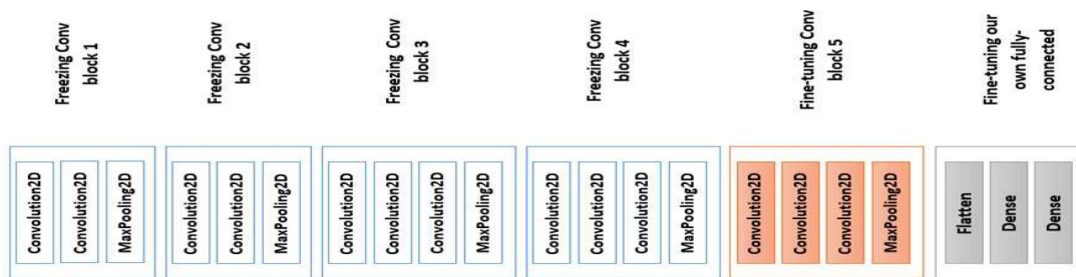 Freezing Conv
block 1
Freezing Conv
block 2
Freezing Conv
block 3
Freezing Conv
block 4
Fine-tuning Conv
block 5
Fine-tuning our
own fully-
connected
Convolution2D
Convolution2D
MaxPooling2D
Convolution2D
Convolution2D
MaxPooling2D
Convolution2D
Convolution2D
Convolution2D
MaxPooling2D
Convolution2D
Convolution2D
Convolution2D
MaxPooling2D
Convolution2D
Convolution2D
Convolution2D
MaxPooling2D
Flatten
Dense
Dense